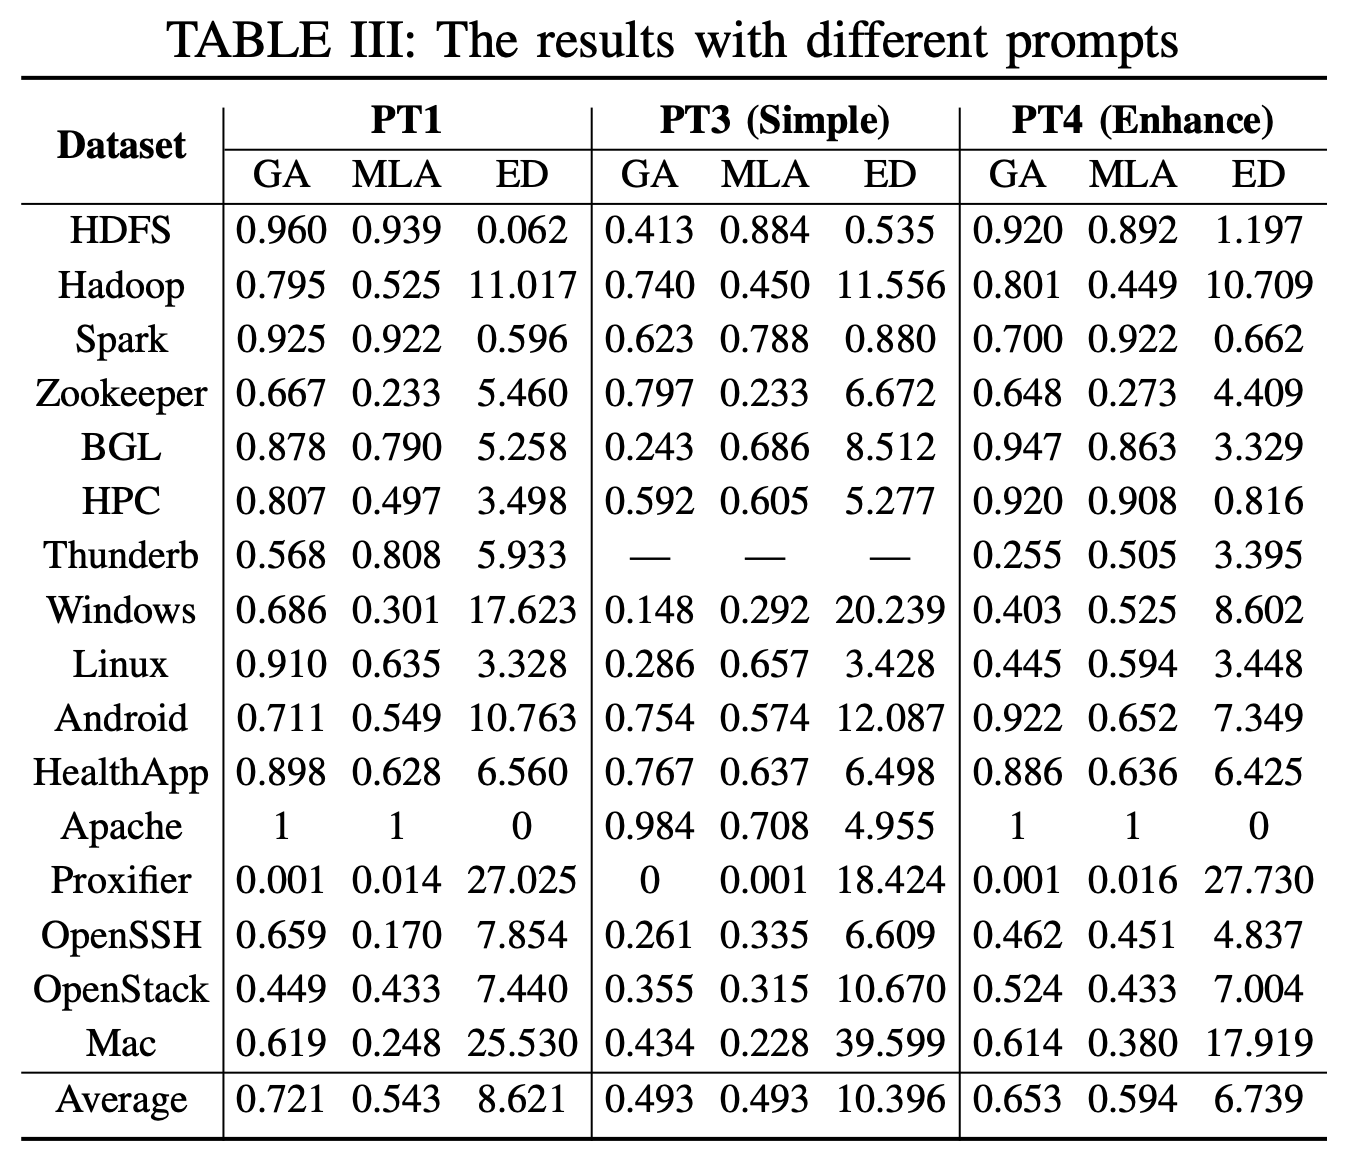 TABLE III: The results with different prompts
Dataset PT1 PT3 (Simple) PT4 (Enhance)
GA MLA ED GA MLA ED GA MLA ED
HDFS 0.960 0.939 0.062 0.413 0.884 0.535 0.920 0.892 1.197
Hadoop 0.795 0.525 11.017 0.740 0.450 11.556 0.801 0.449 10.709
Spark 0.925 0.922 0.596 0.623 0.788 0.880 0.700 0.922 0.662
Zookeeper 0.667 0.233 5.460 0.797 0.233 6.672 0.648 0.273 4.409
BGL 0.878 0.790 5.258 0.243 0.686 8.512 0.947 0.863 3.329
HPC 0.807 0.497 3.498 0.592 0.605 5.277 0.920 0.908 0.816
Thunderb 0.568 0.808 5.933 — — — 0.255 0.505 3.395
Windows 0.686 0.301 17.623 0.148 0.292 20.239 0.403 0.525 8.602
Linux 0.910 0.635 3.328 0.286 0.657 3.428 0.445 0.594 3.448
Android 0.711 0.549 10.763 0.754 0.574 12.087 0.922 0.652 7.349
HealthApp 0.898 0.628 6.560 0.767 0.637 6.498 0.886 0.636 6.425
Apache 1 1 0 0.984 0.708 4.955 1 1 0
Proxifier 0.001 0.014 27.025 0 0.001 18.424 0.001 0.016 27.730
OpenSSH 0.659 0.170 7.854 0.261 0.335 6.609 0.462 0.451 4.837
OpenStack 0.449 0.433 7.440 0.355 0.315 10.670 0.524 0.433 7.004
Mac 0.619 0.248 25.530 0.434 0.228 39.599 0.614 0.380 17.919
Average 0.721 0.543 8.621 0.493 0.493 10.396 0.653 0.594 6.739